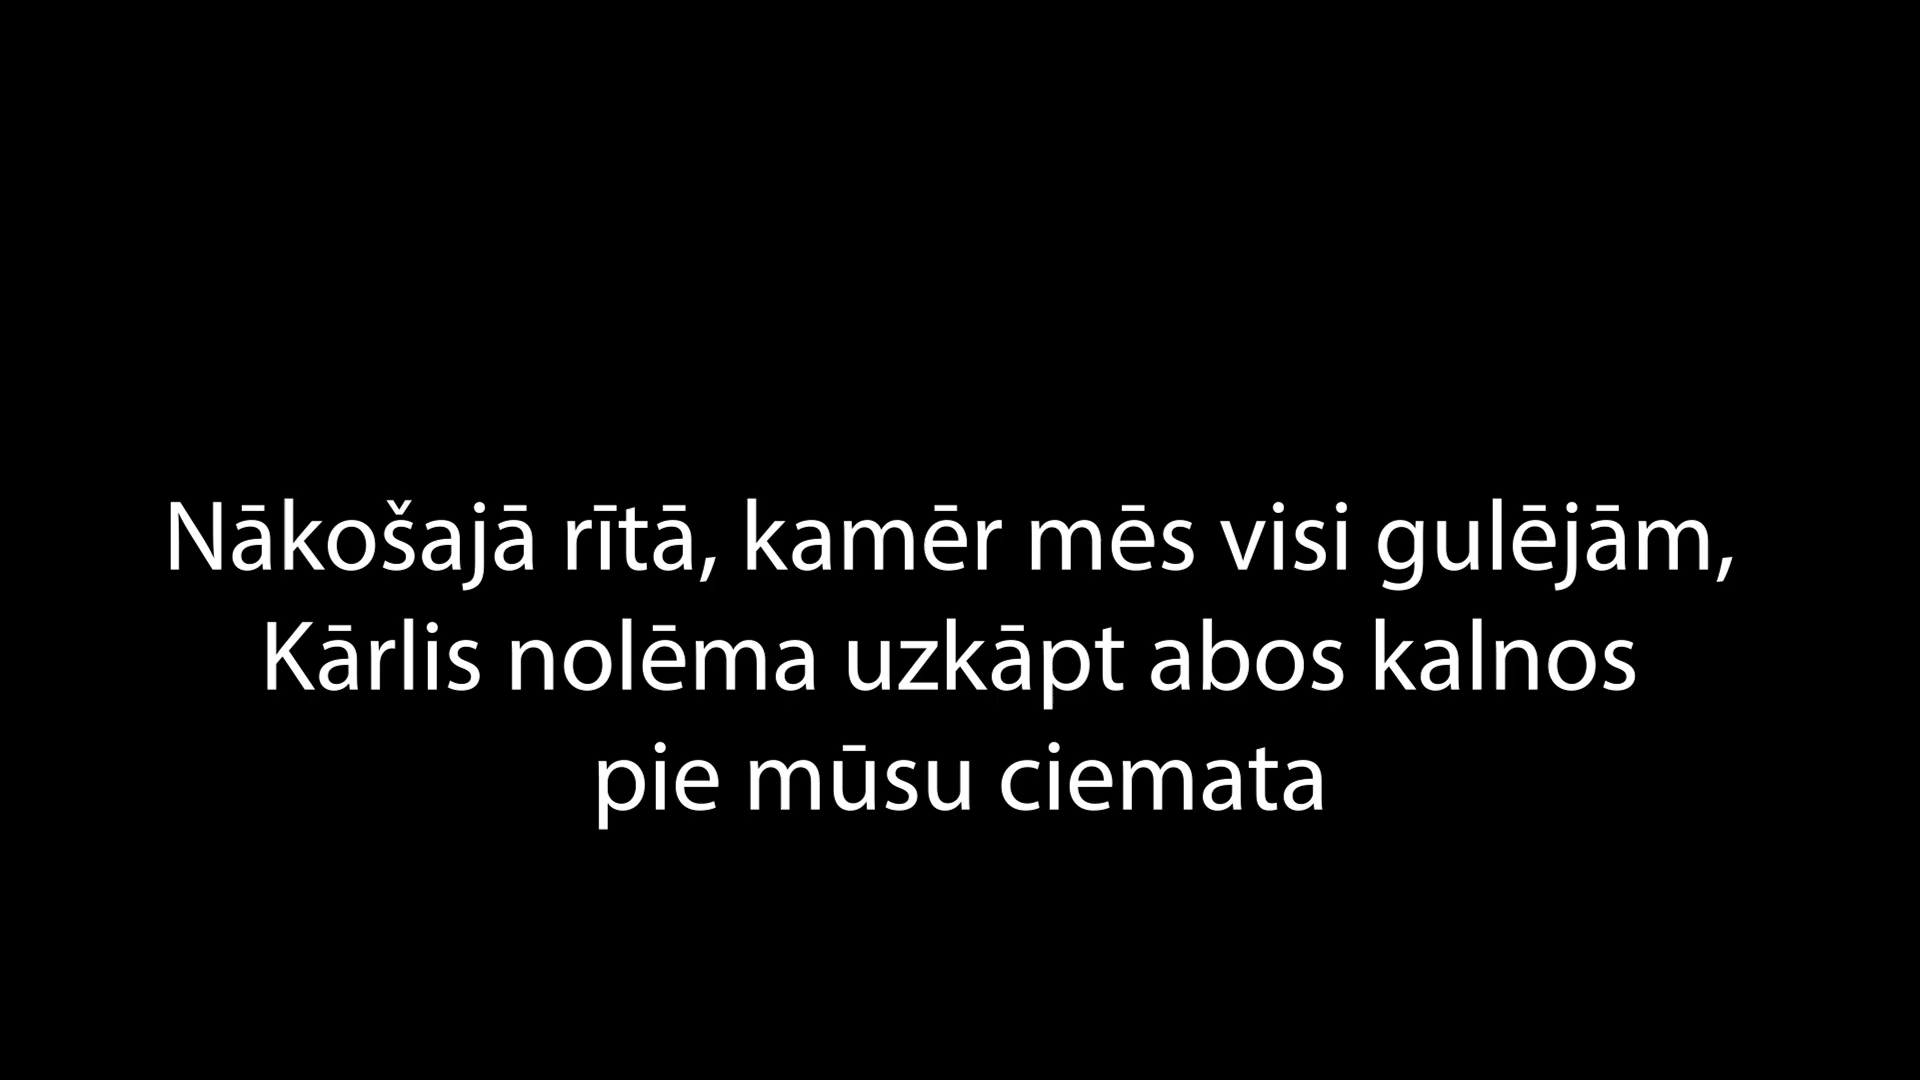 Nākošajā rītā, kamēr mēs visi gulējām,
Kārlis nolēma uzkāpt abos kalnos
pie mūsu ciemata